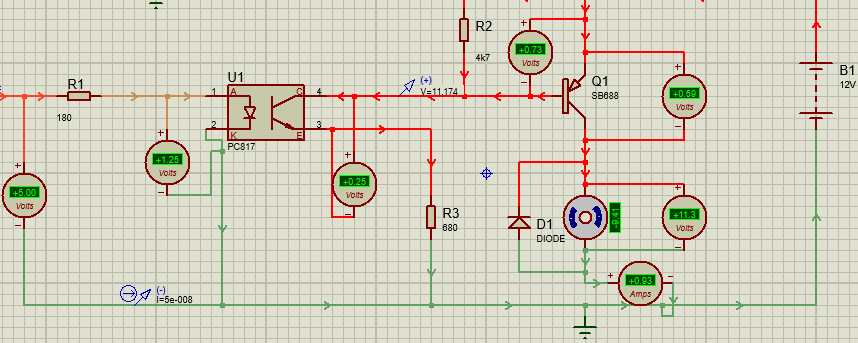 R1
180
+5.00
Volts
+1.25
Volts
U1
1
A
2
K
C
4
E
3
PC817
+0.25
Volts
(+)
V=11.174
R2
4k7
+0.73
Volts
Q1
SB688
+0.59
Volts
B1
12V
R3
680
D1
DIODE
+11.3
Volts
+0.93
Amps
(-)
I=5e-008